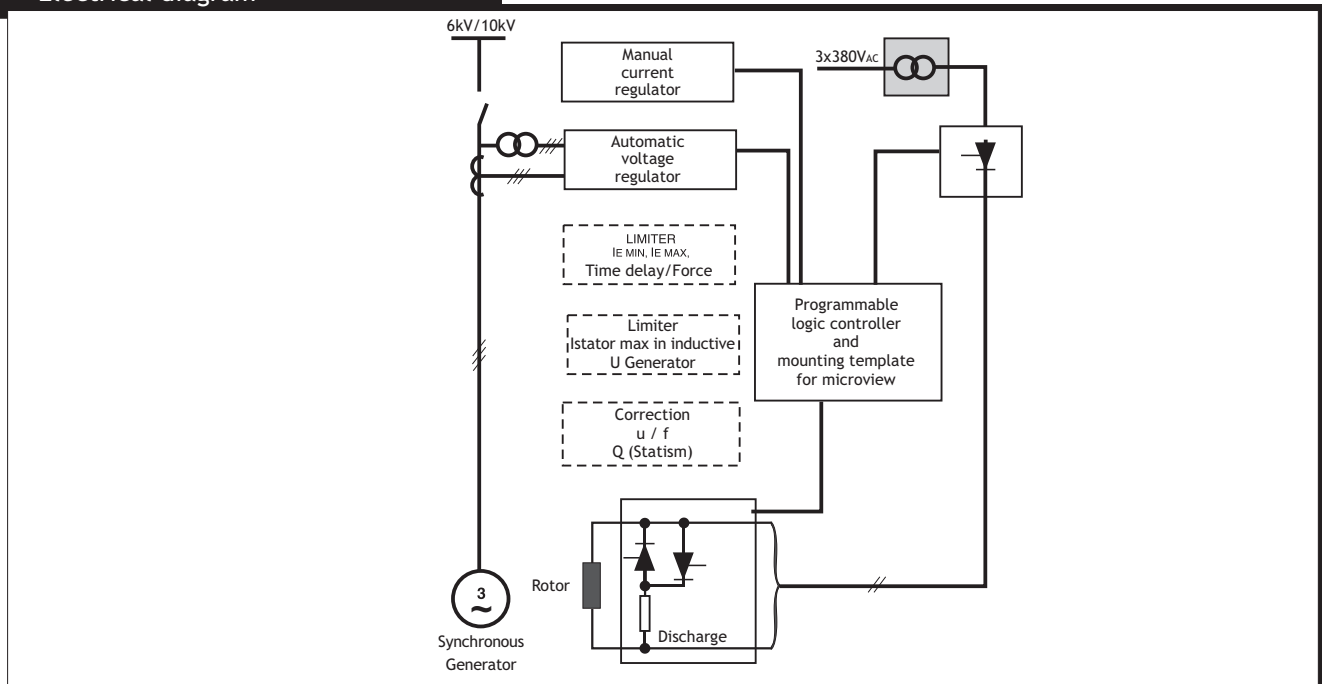 Electrical diagram
6kV/10kV
Manual
current
regulator
3x380VAC
Automatic
voltage
regulator
LIMITER
IE MIN, IE MAX,
Time delay/Force
Programmable
logic controller
and
mounting template
for microview
Limiter
Istator max in inductive
U Generator
Correction
u / f
Q (Statism)
Rotor
3
~
Discharge
Synchronous
Generator